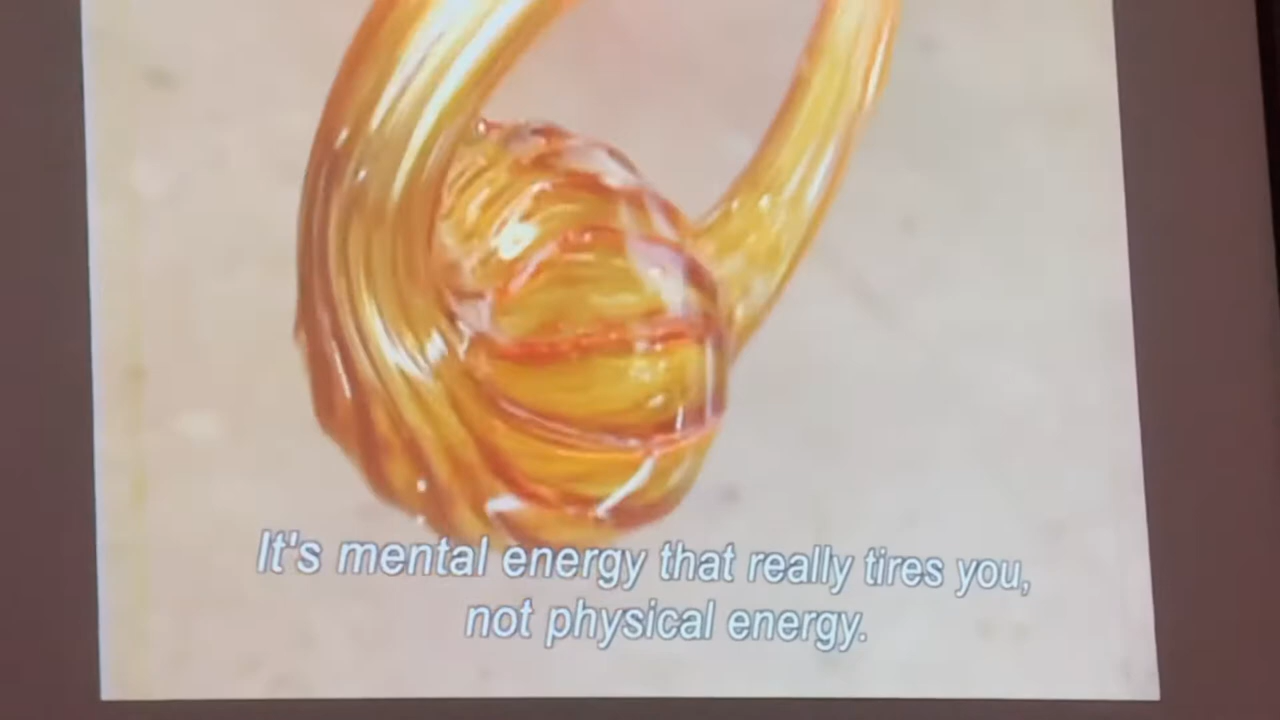 It's mental energy that really tires you,
not physical energy.